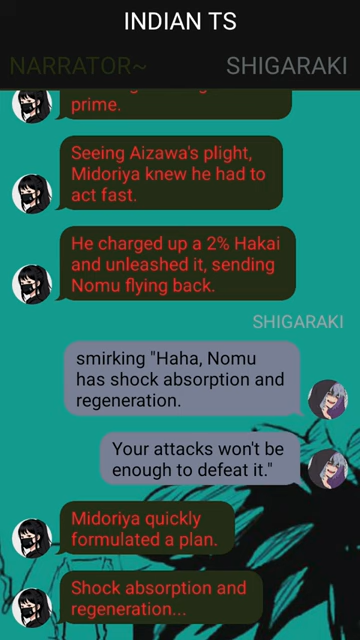 INDIAN TS
NARRATOR~ SHIGARAKI
prime.
Seeing Aizawa's plight,
Midoriya knew he had to
act fast.
He charged up a 2% Hakai
and unleashed it, sending
Nomu flying back.
SHIGARAKI
smirking "Haha, Nomu
has shock absorption and
regeneration.
Your attacks won't be
enough to defeat it."
Midoriya quickly
formulated a plan.
Shock absorption and
regeneration...